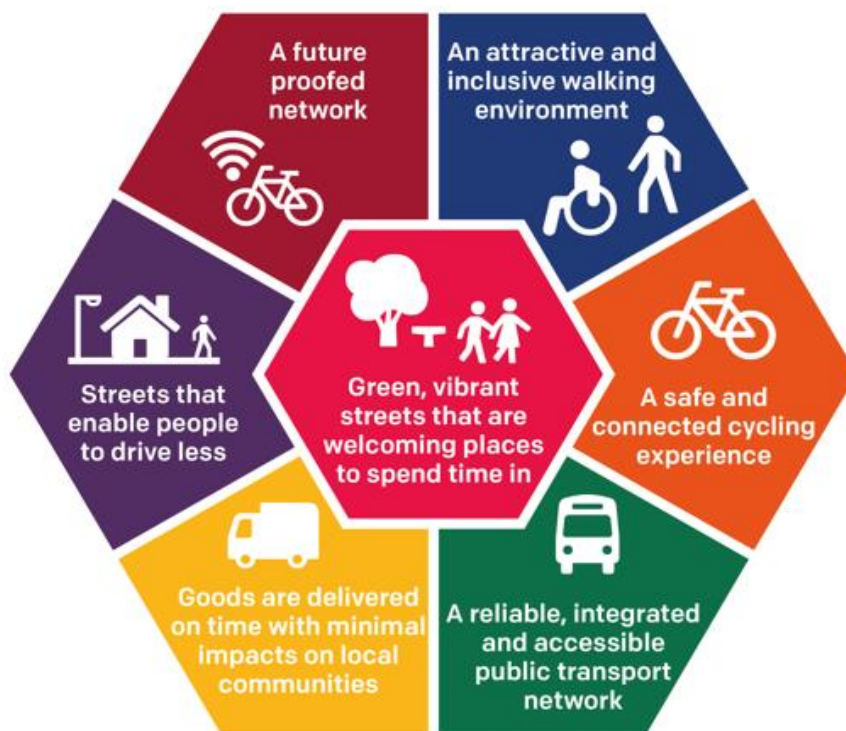 A future
proofed
network
An attractive and
inclusive walking
environment
Streets that
enable people
to drive less
Green, vibrant
streets that are
welcoming places
to spend time in
A safe and
connected cycling
experience
Goods are delivered
on time with minimal
impacts on local
communities
A reliable, integrated
and accessible
public transport
network